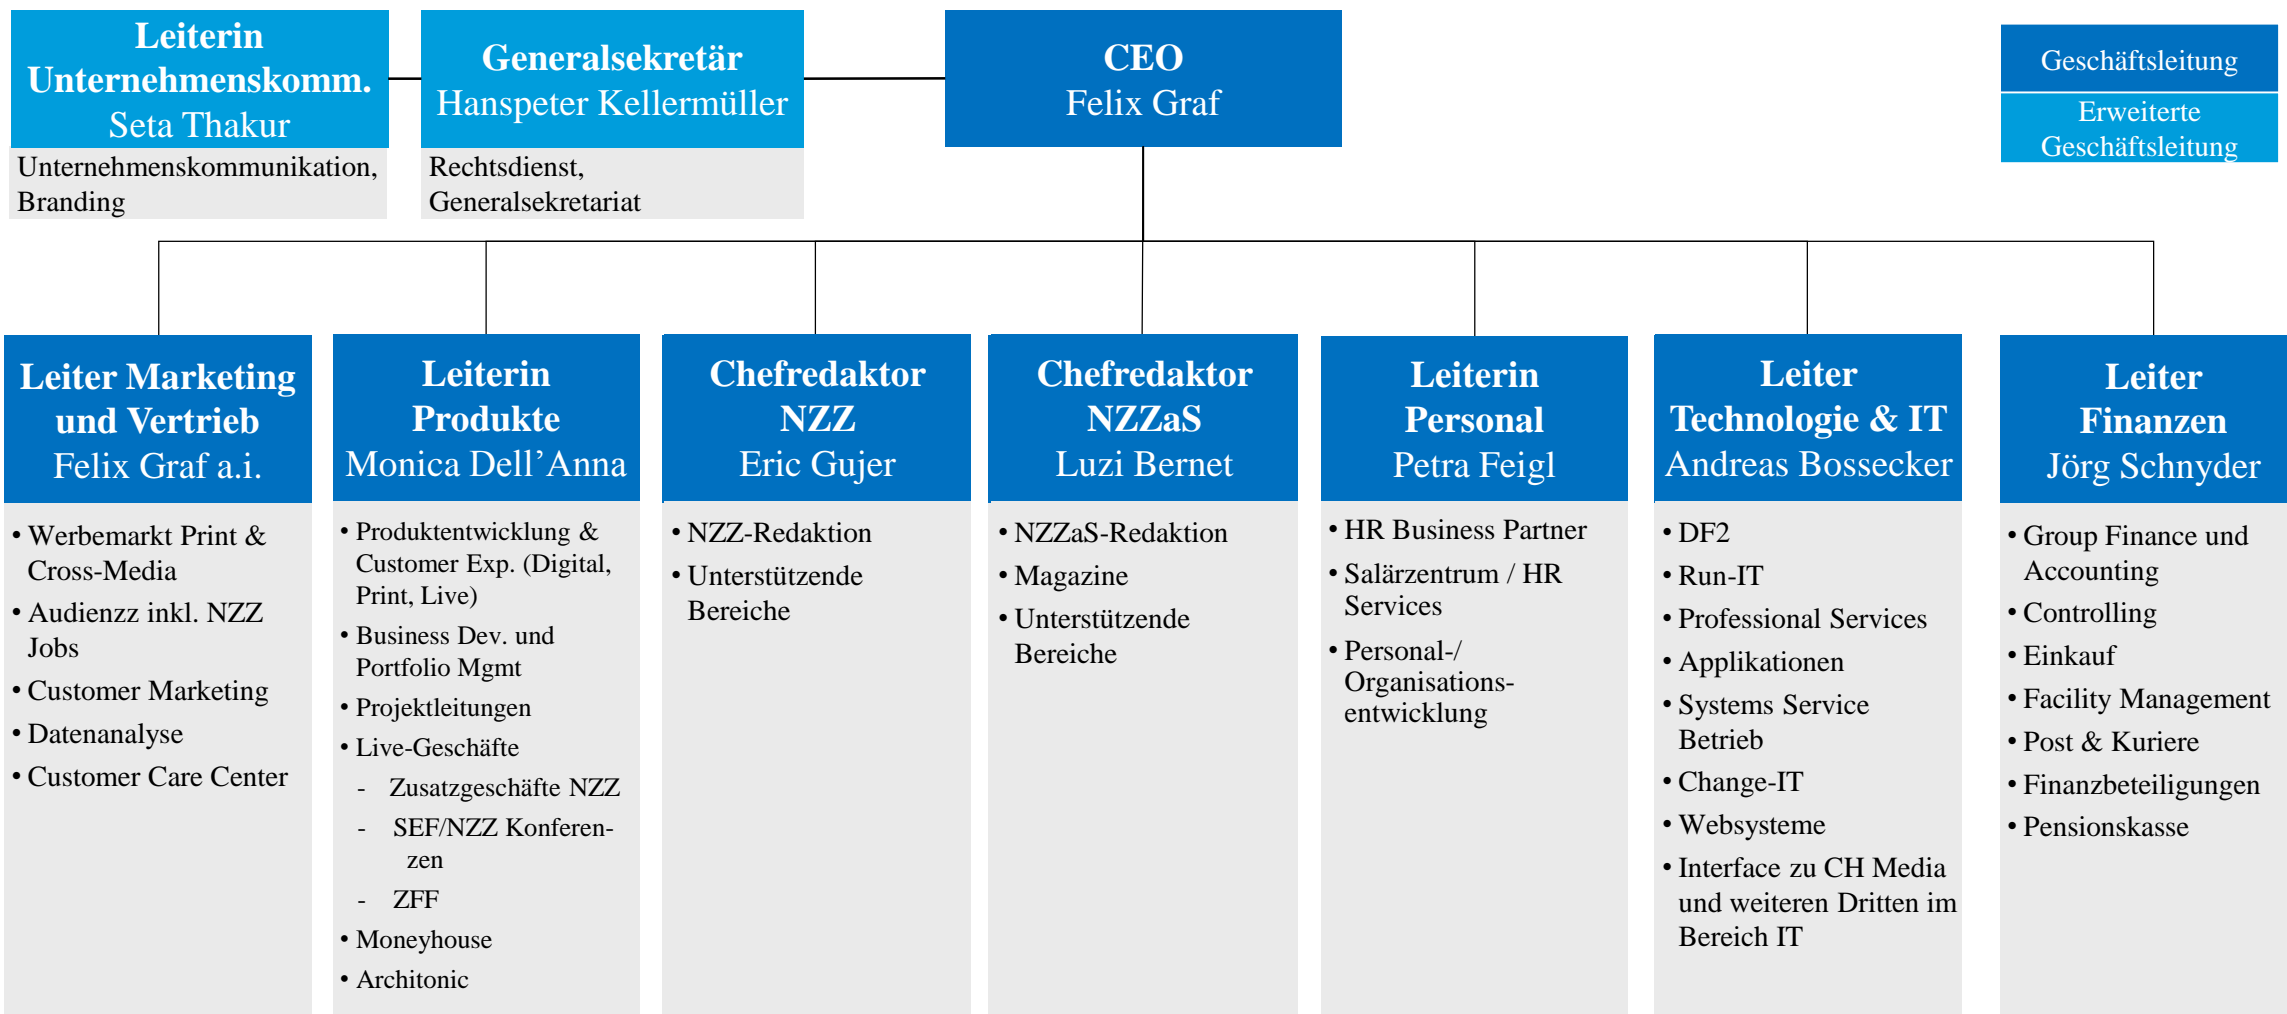 Leiterin
Unternehmenskomm.
Seta Thakur
Unternehmenskommunikation,
Branding
Generalsekretär
Hanspeter Kellermüller
Rechtsdienst,
Generalsekretariat
CEO
Felix Graf
Geschäftsleitung
Erweiterte
Geschäftsleitung
Leiter Marketing
und Vertrieb
Felix Graf a.i.
• Werbemarkt Print &
Cross-Media
• Audienzz inkl. NZZ
Jobs
• Customer Marketing
• Datenanalyse
• Customer Care Center
Leiterin
Produkte
Monica Dell’Anna
• Produktentwicklung &
Customer Exp. (Digital,
Print, Live)
• Business Dev. und
Portfolio Mgmt
• Projektleitungen
• Live-Geschäfte
- Zusatzgeschäfte NZZ
- SEF/NZZ Konferen-
zen
- ZFF
• Moneyhouse
• Architonic
Chefredaktor
NZZ
Eric Gujer
• NZZ-Redaktion
• Unterstützende
Bereiche
Chefredaktor
NZZaS
Luzi Bernet
• NZZaS-Redaktion
• Magazine
• Unterstützende
Bereiche
Leiterin
Personal
Petra Feigl
• HR Business Partner
• Salärzentrum / HR
Services
• Personal-/
Organisations-
entwicklung
Leiter
Technologie & IT
Andreas Bossecker
• DF2
• Run-IT
• Professional Services
• Applikationen
• Systems Service
Betrieb
• Change-IT
• Websysteme
• Interface zu CH Media
und weiteren Dritten im
Bereich IT
Leiter
Finanzen
Jörg Schnyder
• Group Finance und
Accounting
• Controlling
• Einkauf
• Facility Management
• Post & Kuriere
• Finanzbeteiligungen
• Pensionskasse